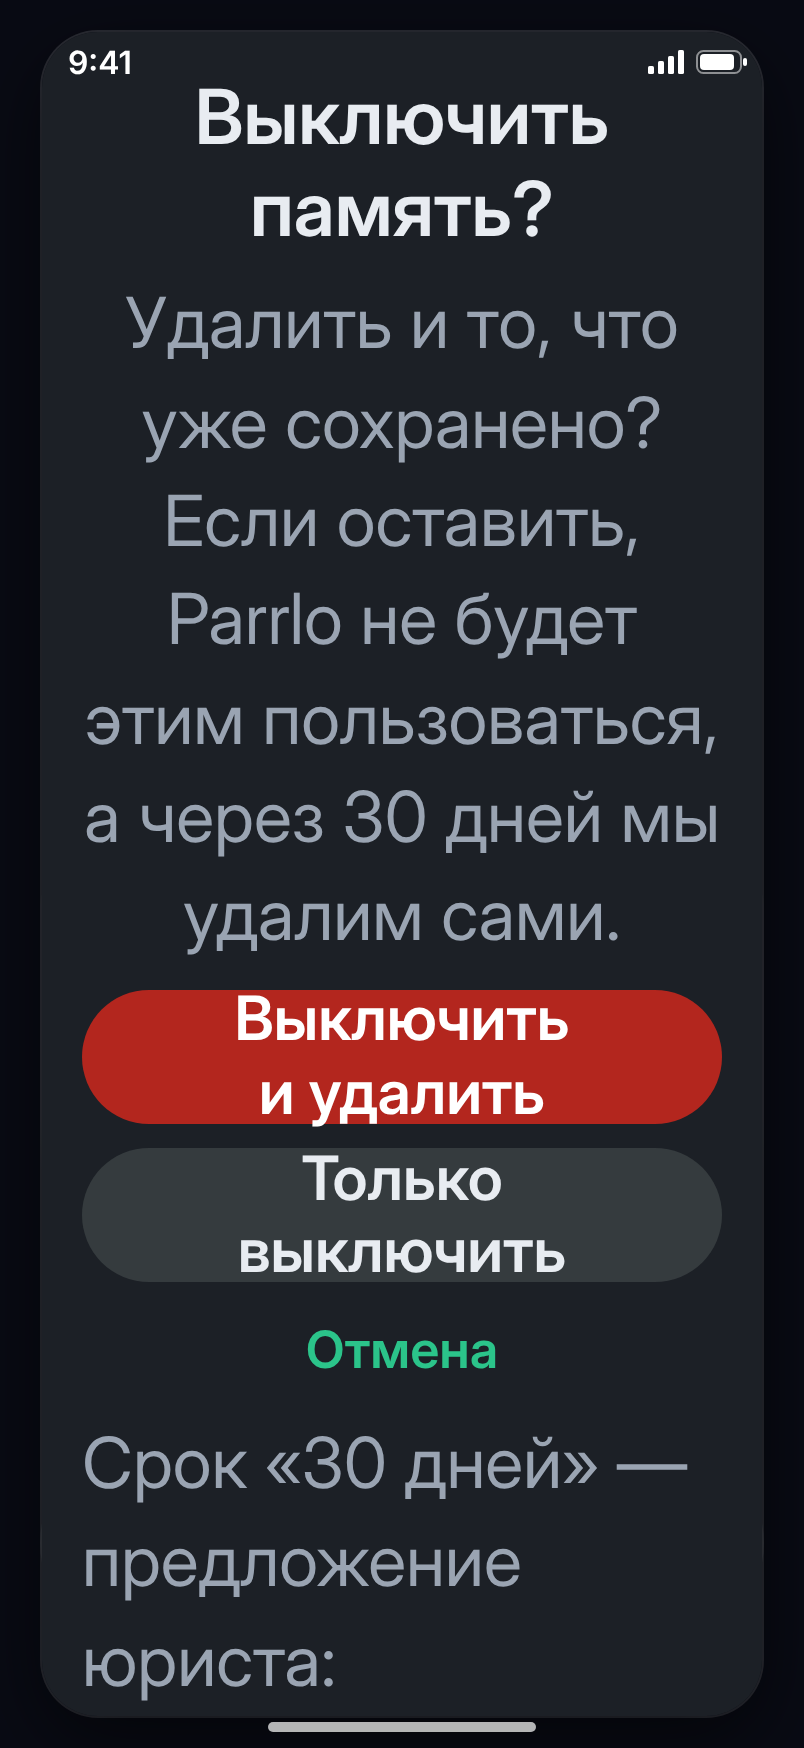 9:41
Выключить
память?
Удалить и то, что
уже сохранено?
Если оставить,
Parrlo не будет
этим пользоваться,
а через 30 дней мы
удалим сами.
Выключить
и удалить
Только
выключить
Отмена
Срок «30 дней» —
предложение
юриста: